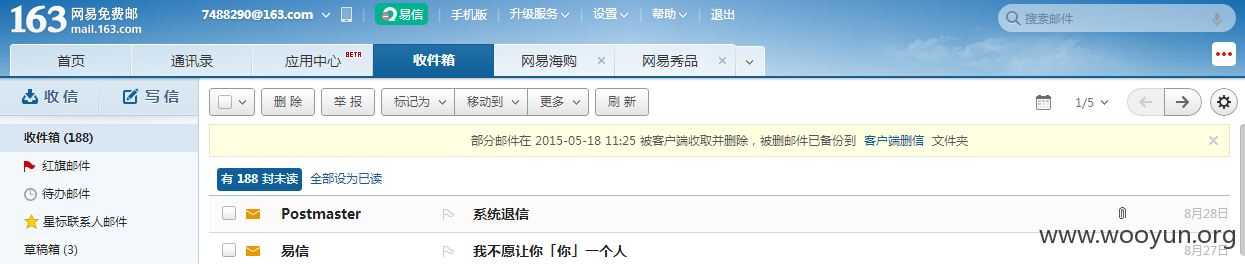 163 网易免费邮 mail.163.com 7488290@163.com 易信 手机版 升级服务 设置 帮助 退出 搜索邮件
首页 通讯录 应用中心 BETA 收件箱 网易海购 网易秀品
收信 写信 删除 举报 标记为 移动到 更多 刷新 1/5
收件箱 (188) 部分邮件在 2015-05-18 11:25 被客户端收取并删除，被删邮件已备份到 客户端删信 文件夹
红旗邮件 有 188 封未读 全部设为已读
待办邮件
星标联系人邮件 Postmaster 系统退信 8月28日
www.wooyun.org
草稿箱 (3) 易信 我不愿让你「你」一个人 8月27日